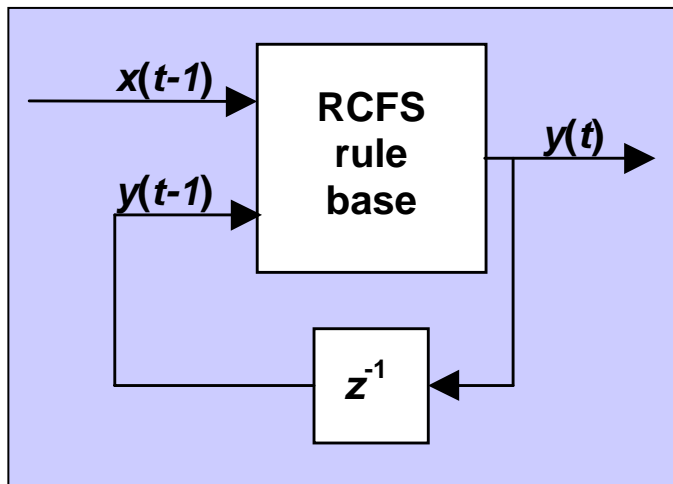 x(t-1)
RCFS
rule
base
y(t)
y(t-1)
z⁻¹